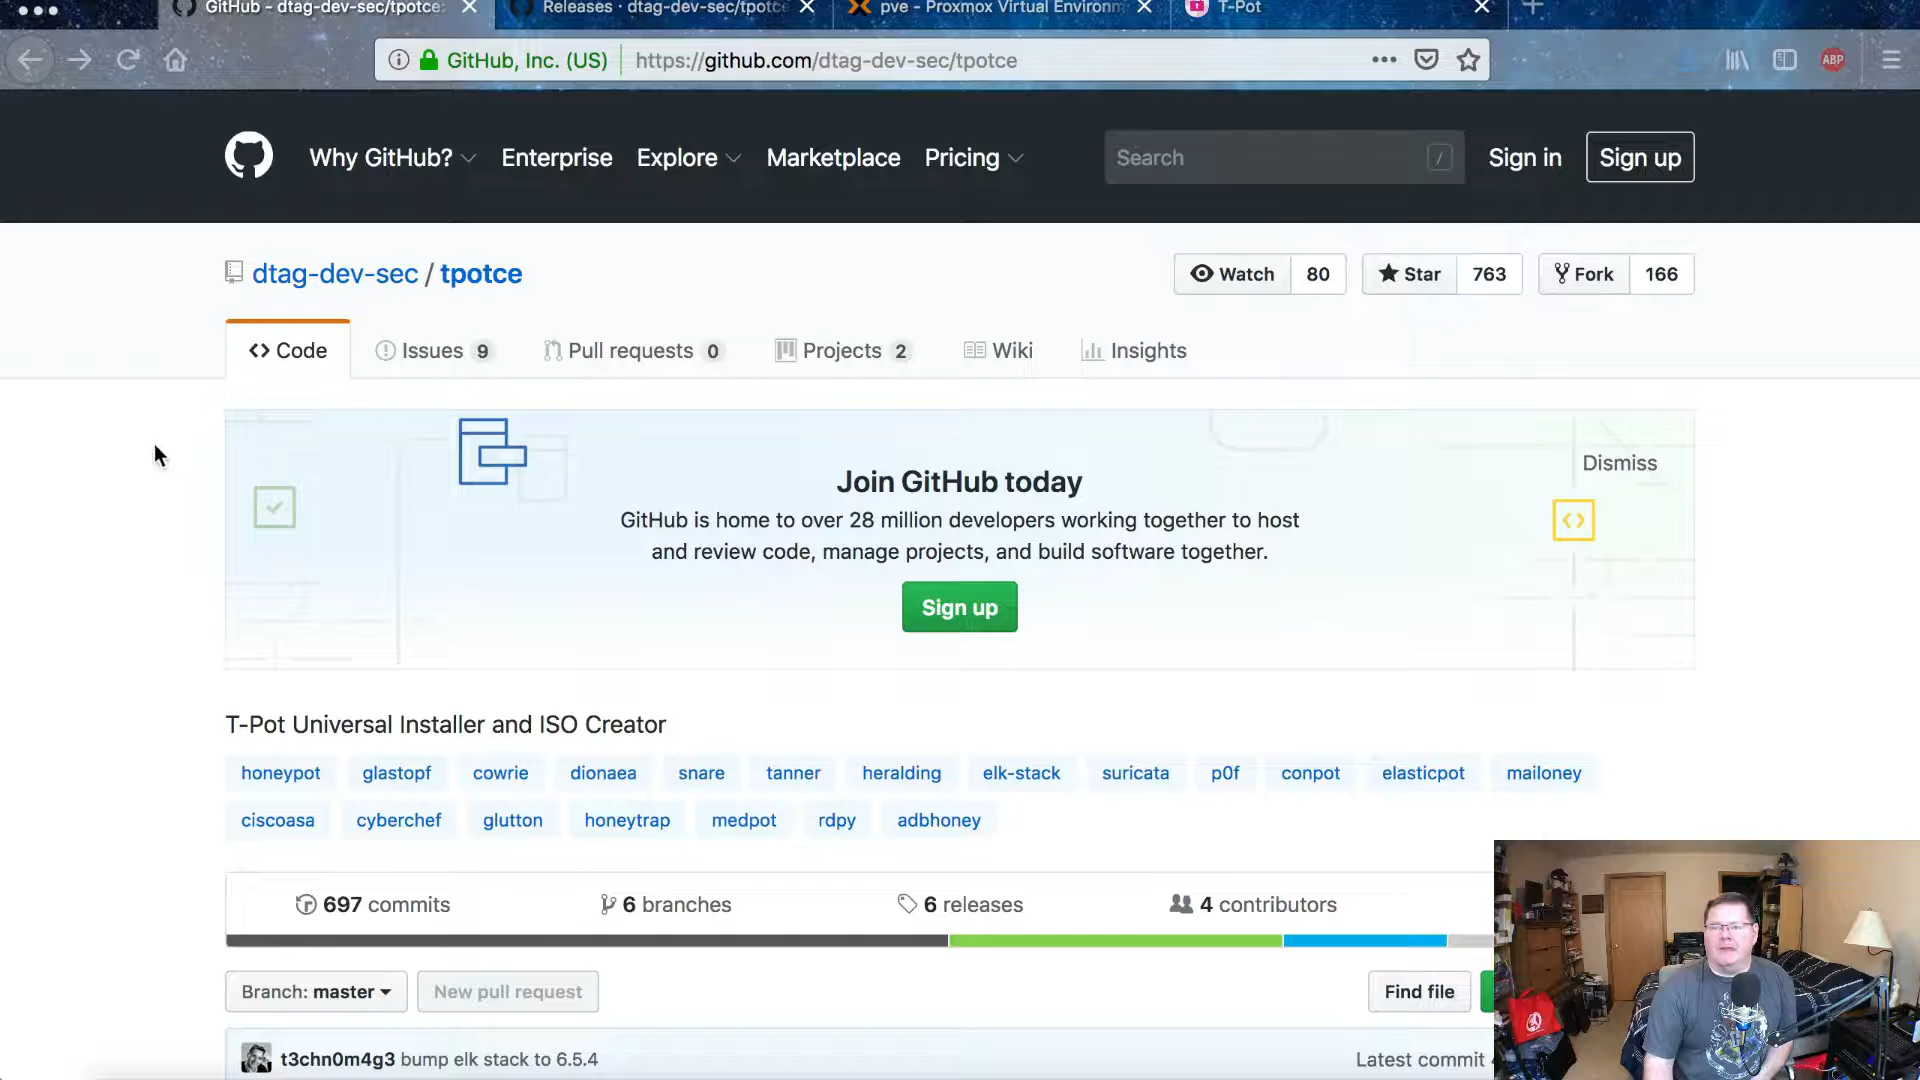 GitHub - dtag-dev-sec/tpotce:
Releases · dtag-dev-sec/tpotce
pve - Proxmox Virtual Environm
T-Pot
GitHub, Inc. (US)
https://github.com/dtag-dev-sec/tpotce
ABP
Why GitHub?
Enterprise
Explore
Marketplace
Pricing
Search
/
Sign in
Sign up
dtag-dev-sec / tpotce
Watch 80
Star 763
Fork 166
Code
Issues 9
Pull requests 0
Projects 2
Wiki
Insights
Join GitHub today
Dismiss
GitHub is home to over 28 million developers working together to host
and review code, manage projects, and build software together.
Sign up
T-Pot Universal Installer and ISO Creator
honeypot glastopf cowrie dionaea snare tanner heralding elk-stack suricata p0f conpot elasticpot mailoney
ciscoasa cyberchef glutton honeytrap medpot rdpy adbhoney
697 commits
6 branches
6 releases
4 contributors
Branch: master
New pull request
Find file
t3chn0m4g3 bump elk stack to 6.5.4
Latest commit